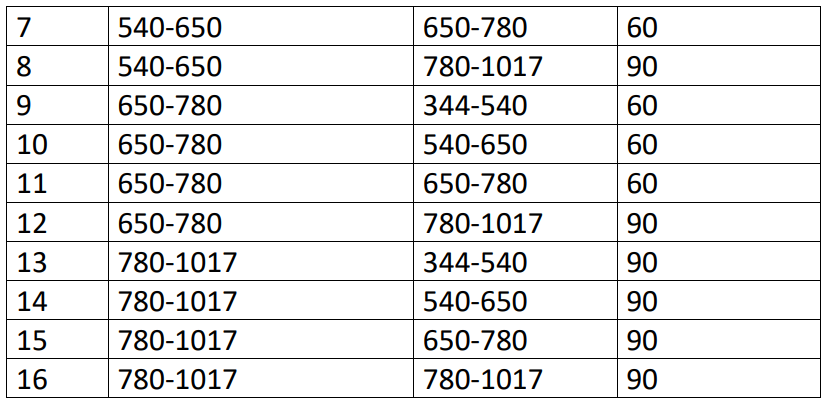 7 540-650 650-780 60
8 540-650 780-1017 90
9 650-780 344-540 60
10 650-780 540-650 60
11 650-780 650-780 60
12 650-780 780-1017 90
13 780-1017 344-540 90
14 780-1017 540-650 90
15 780-1017 650-780 90
16 780-1017 780-1017 90